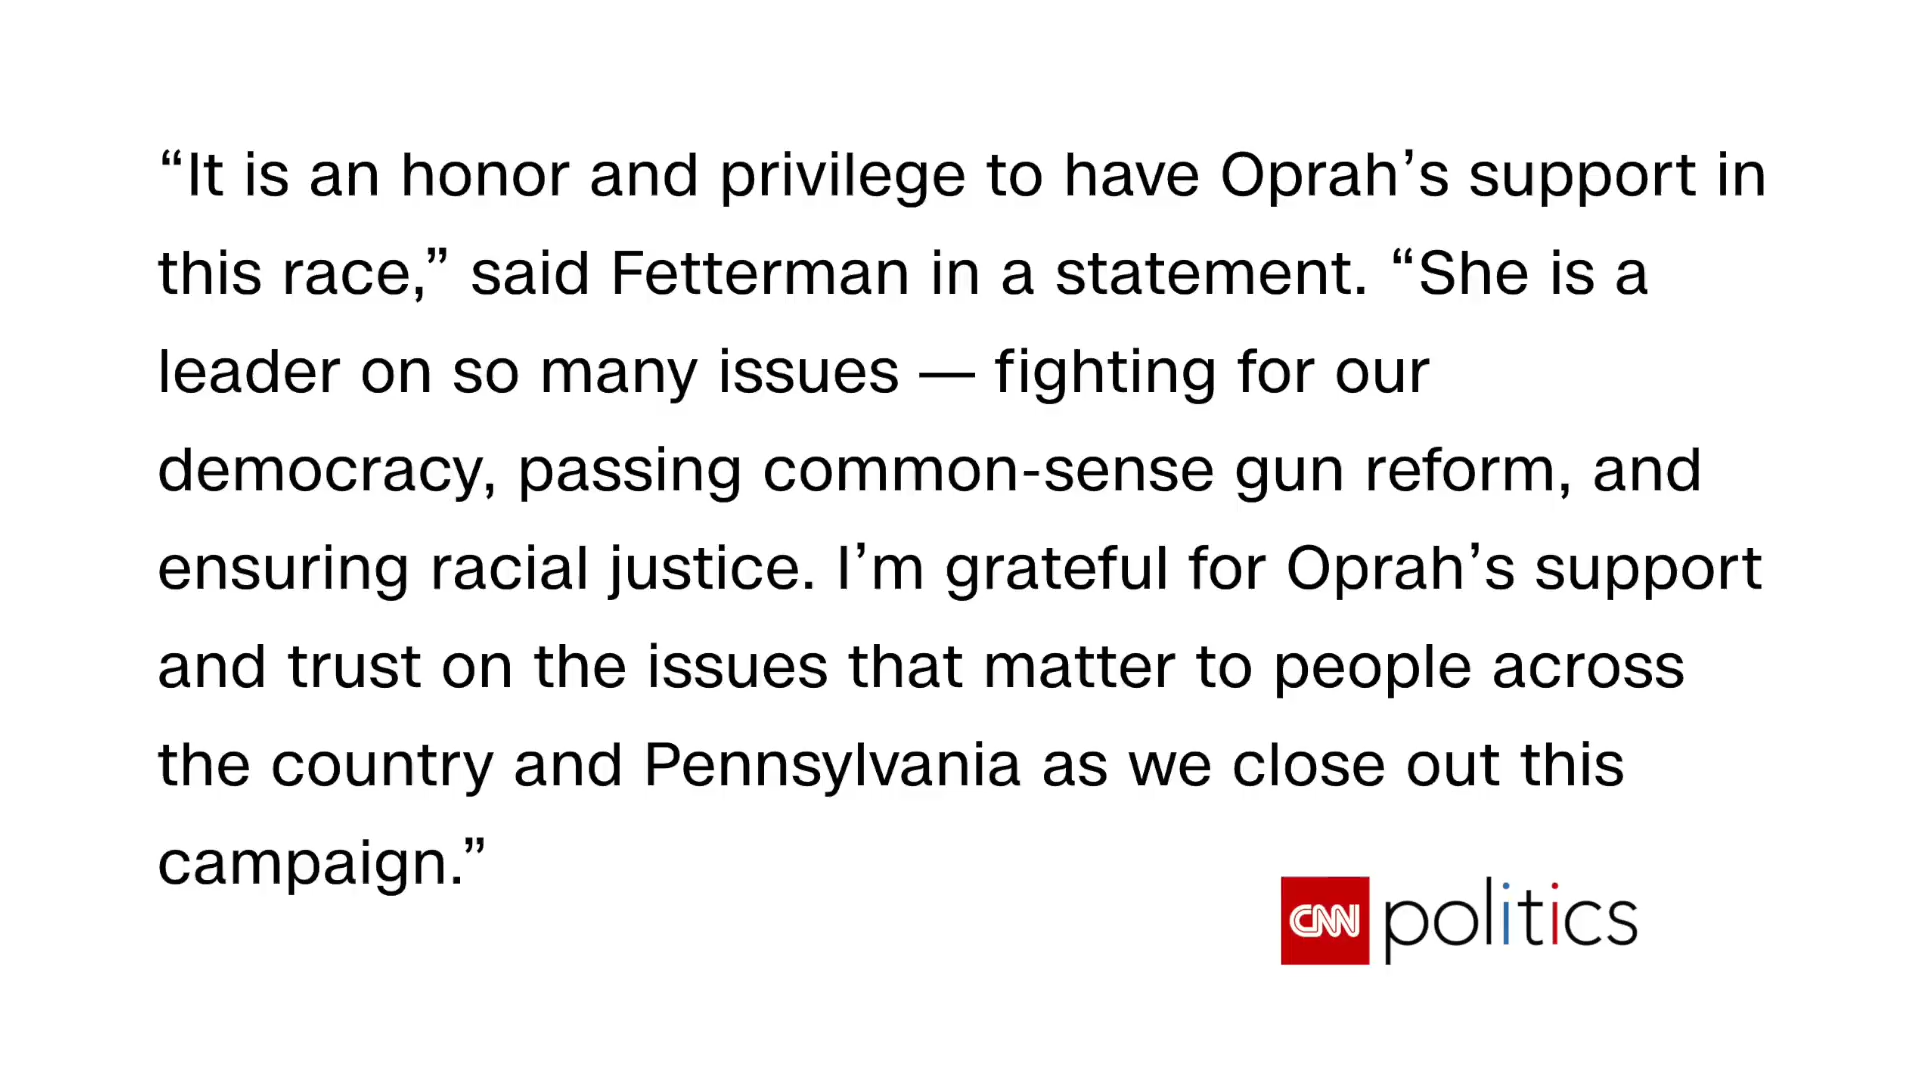 “It is an honor and privilege to have Oprah’s support in
this race,” said Fetterman in a statement. “She is a
leader on so many issues — fighting for our
democracy, passing common-sense gun reform, and
ensuring racial justice. I’m grateful for Oprah’s support
and trust on the issues that matter to people across
the country and Pennsylvania as we close out this
campaign.”
CNN politics